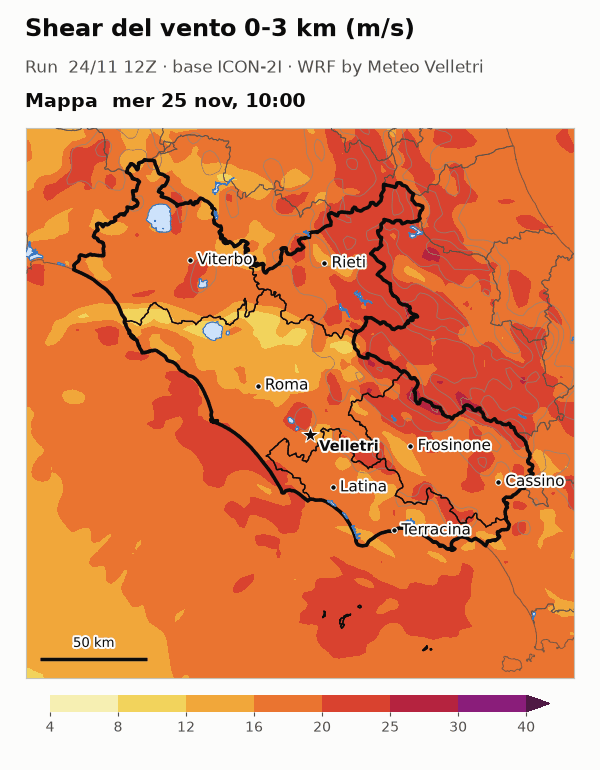 Shear del vento 0-3 km (m/s)
Run  24/11 12Z · base ICON-2I · WRF by Meteo Velletri
Mappa  mer 25 nov, 10:00
Viterbo
Rieti
Roma
Velletri
Frosinone
Latina
Cassino
Terracina
50 km
4 8 12 16 20 25 30 40